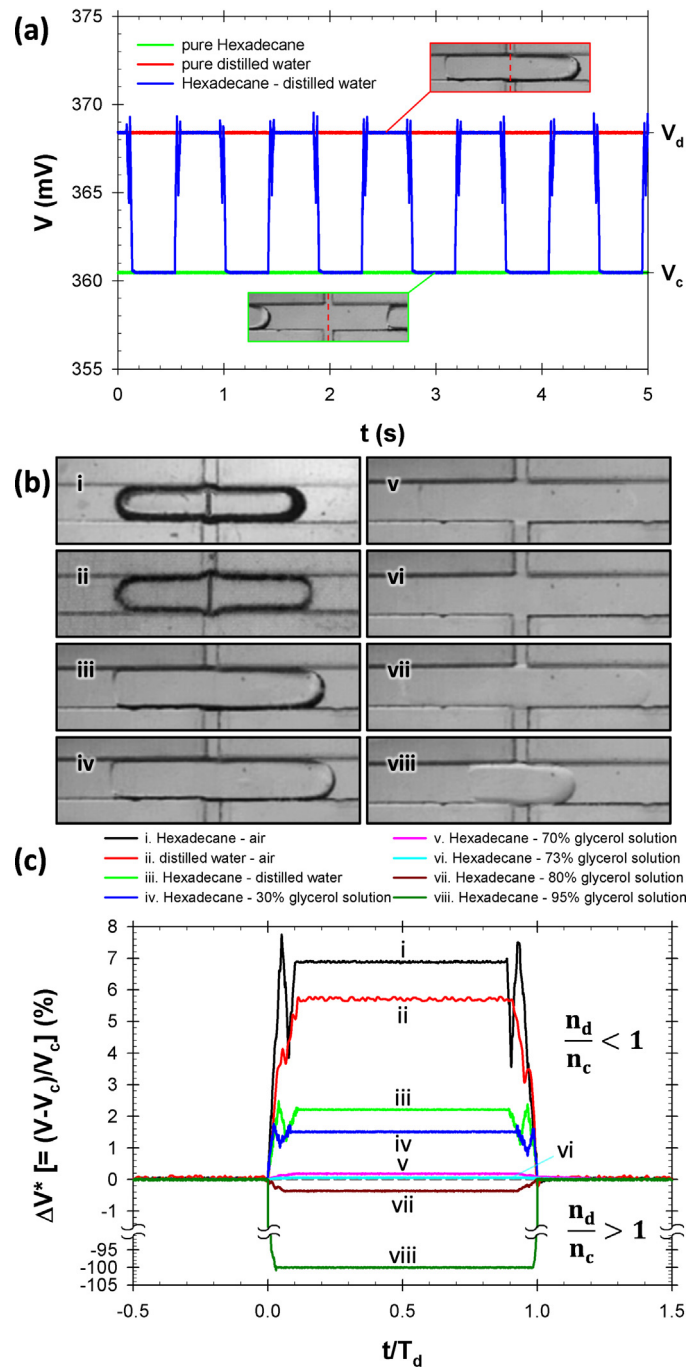 (a)
375
370
365
360
355
V (mV)
pure Hexadecane
pure distilled water
Hexadecane - distilled water
V_d
V_c
0 1 2 3 4 5
t (s)
(b)
i
v
ii
vi
iii
vii
iv
viii
(c)
i. Hexadecane - air
v. Hexadecane - 70% glycerol solution
ii. distilled water - air
vi. Hexadecane - 73% glycerol solution
iii. Hexadecane - distilled water
vii. Hexadecane - 80% glycerol solution
iv. Hexadecane - 30% glycerol solution
viii. Hexadecane - 95% glycerol solution
ΔV* [= (V-V_c)/V_c] (%)
8
7
6
5
4
3
2
1
0
-1
-95
-100
-105
i
ii
iii
iv
v
vi
vii
viii
n_d/n_c < 1
n_d/n_c > 1
-0.5 0.0 0.5 1.0 1.5
t/T_d